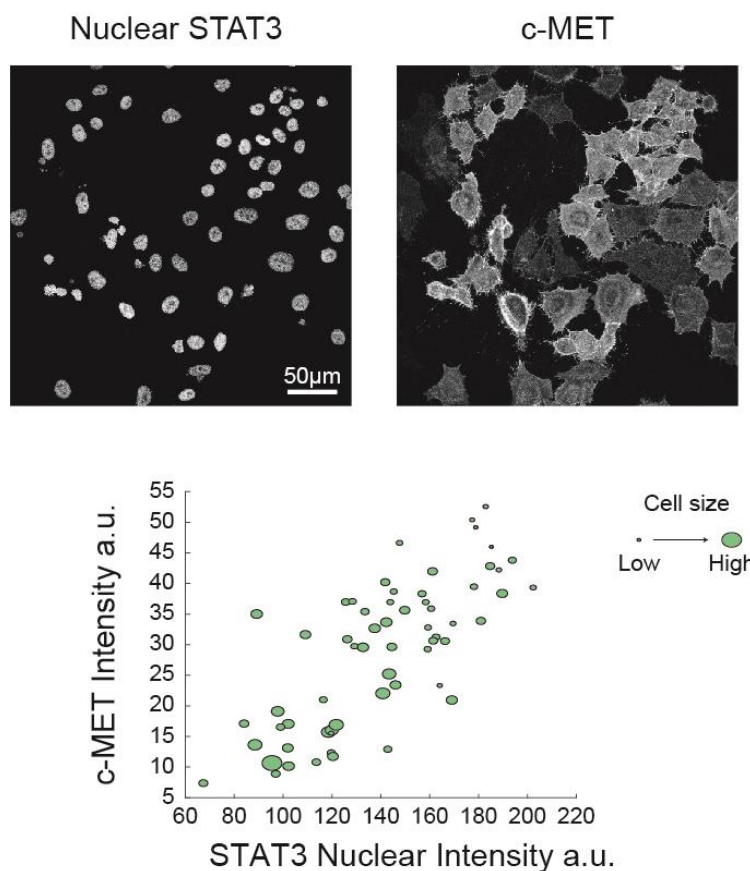 Nuclear STAT3
c-MET
50µm
55
50
45
40
35
30
25
20
15
10
5
c-MET Intensity a.u.
60 80 100 120 140 160 180 200 220
STAT3 Nuclear Intensity a.u.
Cell size
Low High